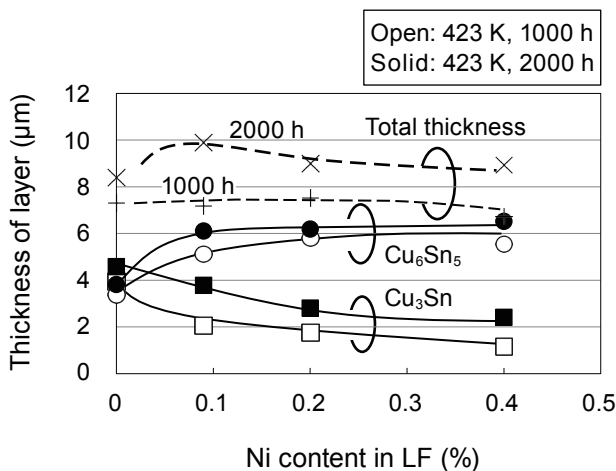 Open: 423 K, 1000 h
Solid: 423 K, 2000 h
Thickness of layer (μm)
12
10
8
6
4
2
0
2000 h
Total thickness
1000 h
Cu₆Sn₅
Cu₃Sn
0 0.1 0.2 0.3 0.4 0.5
Ni content in LF (%)